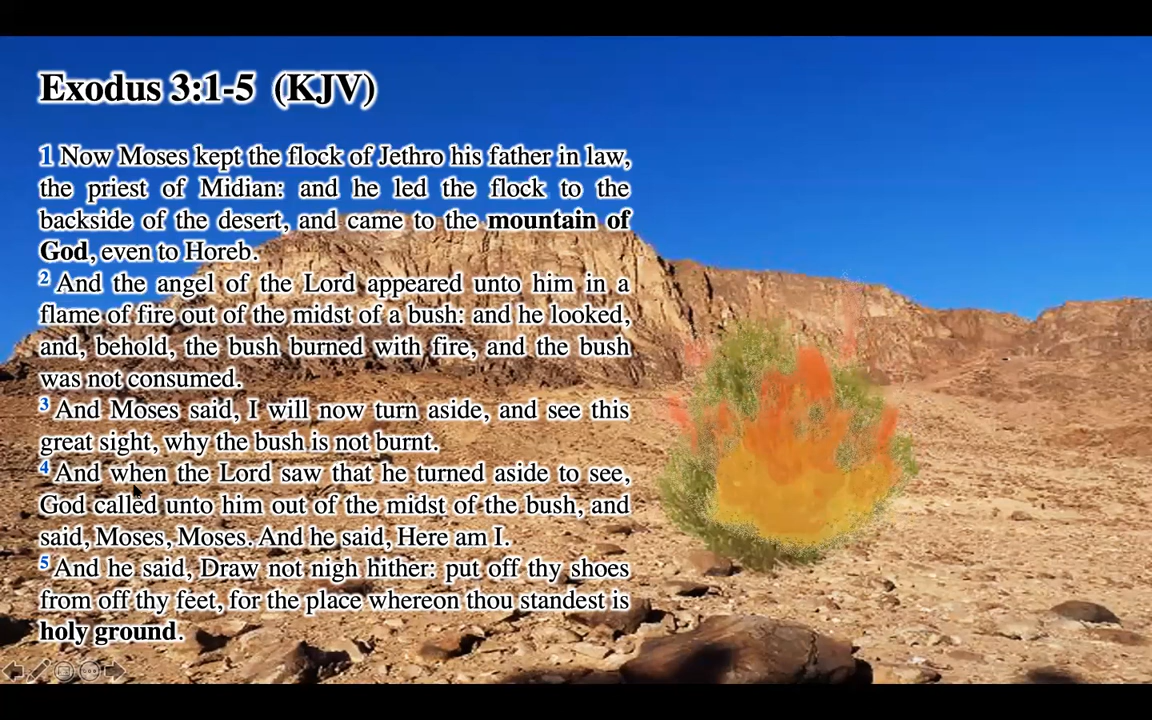 Exodus 3:1-5 (KJV)
1 Now Moses kept the flock of Jethro his father in law,
the priest of Midian: and he led the flock to the
backside of the desert, and came to the mountain of
God, even to Horeb.
2 And the angel of the Lord appeared unto him in a
flame of fire out of the midst of a bush: and he looked,
and, behold, the bush burned with fire, and the bush
was not consumed.
3 And Moses said, I will now turn aside, and see this
great sight, why the bush is not burnt.
4 And when the Lord saw that he turned aside to see,
God called unto him out of the midst of the bush, and
said, Moses, Moses. And he said, Here am I.
5 And he said, Draw not nigh hither: put off thy shoes
from off thy feet, for the place whereon thou standest is
holy ground.